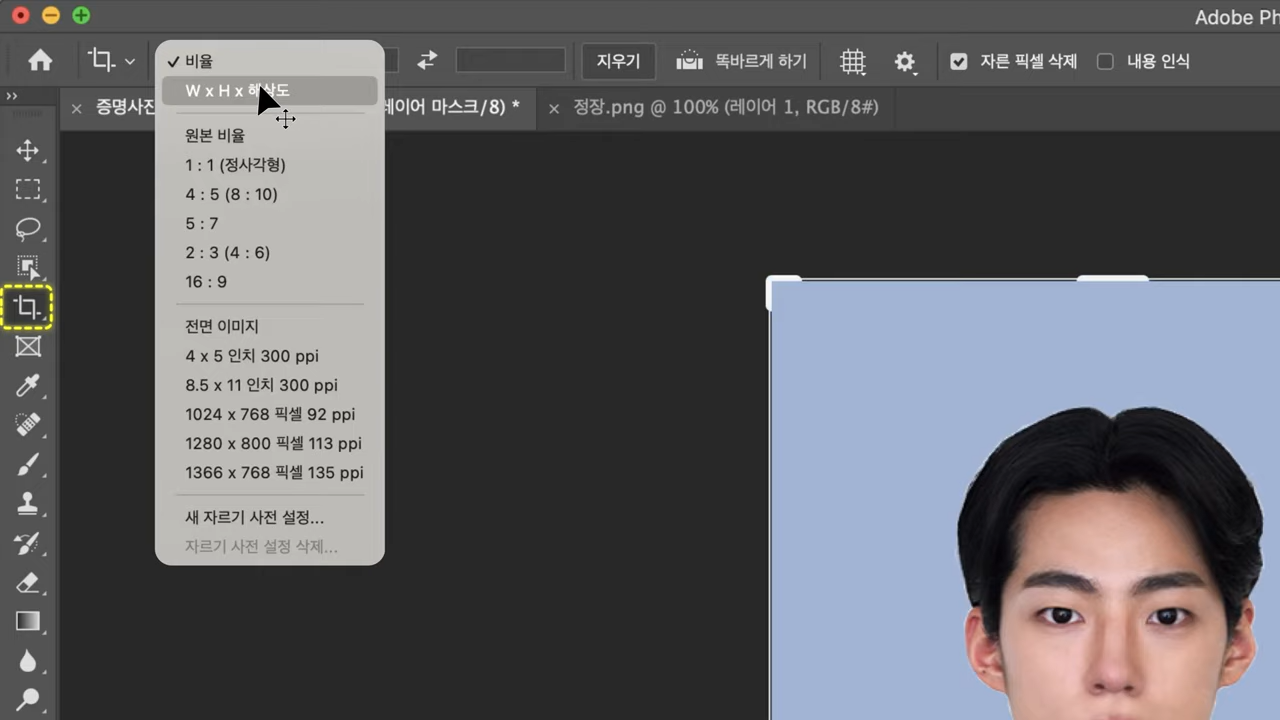 Adobe Ph
비율
지우기
똑바르게 하기
자른 픽셀 삭제
내용 인식
W x H x 해상도
증명사진
레이어 마스크/8) *
정장.png @ 100% (레이어 1, RGB/8#)
원본 비율
1 : 1 (정사각형)
4 : 5 (8 : 10)
5 : 7
2 : 3 (4 : 6)
16 : 9
전면 이미지
4 x 5 인치 300 ppi
8.5 x 11 인치 300 ppi
1024 x 768 픽셀 92 ppi
1280 x 800 픽셀 113 ppi
1366 x 768 픽셀 135 ppi
새 자르기 사전 설정...
자르기 사전 설정 삭제...